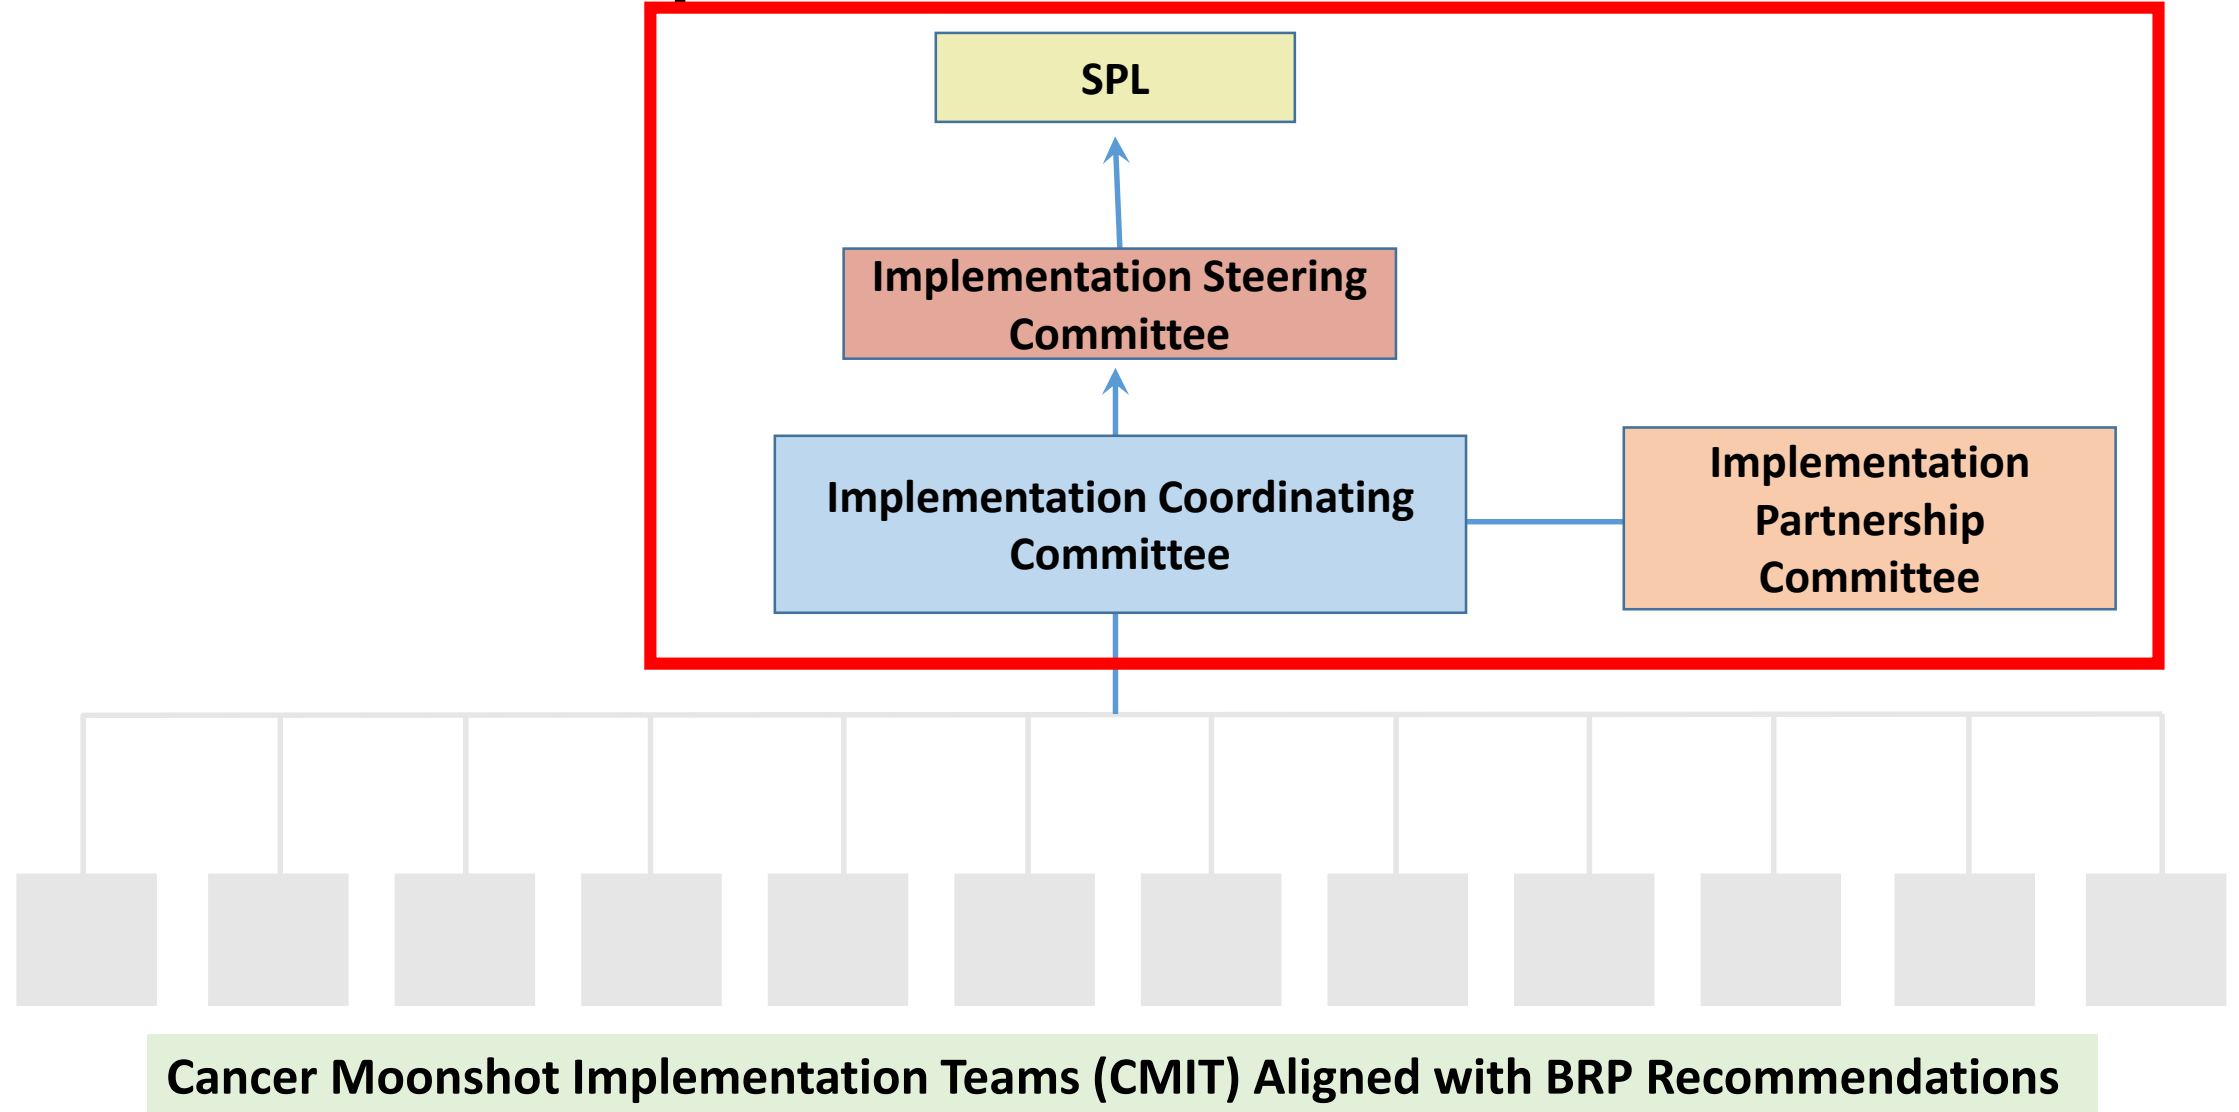 SPL
Implementation Steering
Committee
Implementation Coordinating
Committee
Implementation
Partnership
Committee
Cancer Moonshot Implementation Teams (CMIT) Aligned with BRP Recommendations